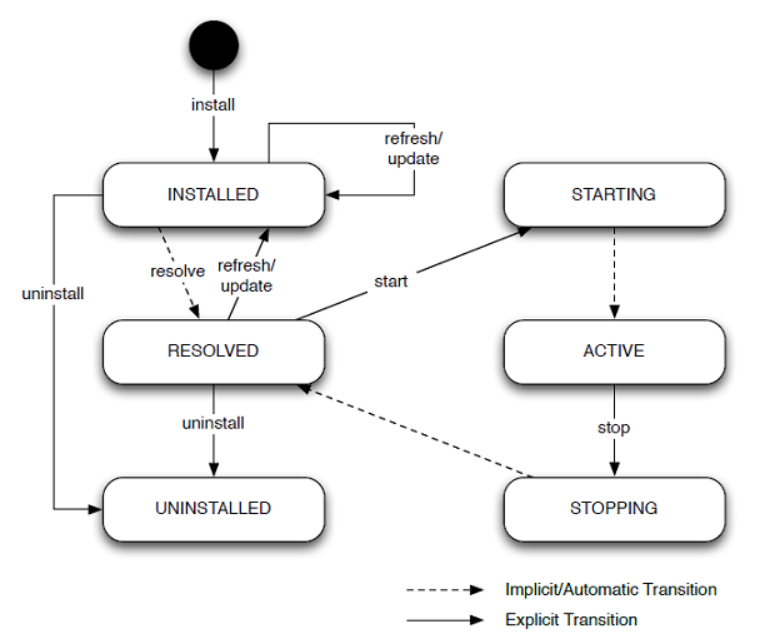 install
refresh/
update
INSTALLED
STARTING
resolve
refresh/
update
start
uninstall
RESOLVED
ACTIVE
uninstall
stop
UNINSTALLED
STOPPING
Implicit/Automatic Transition
Explicit Transition